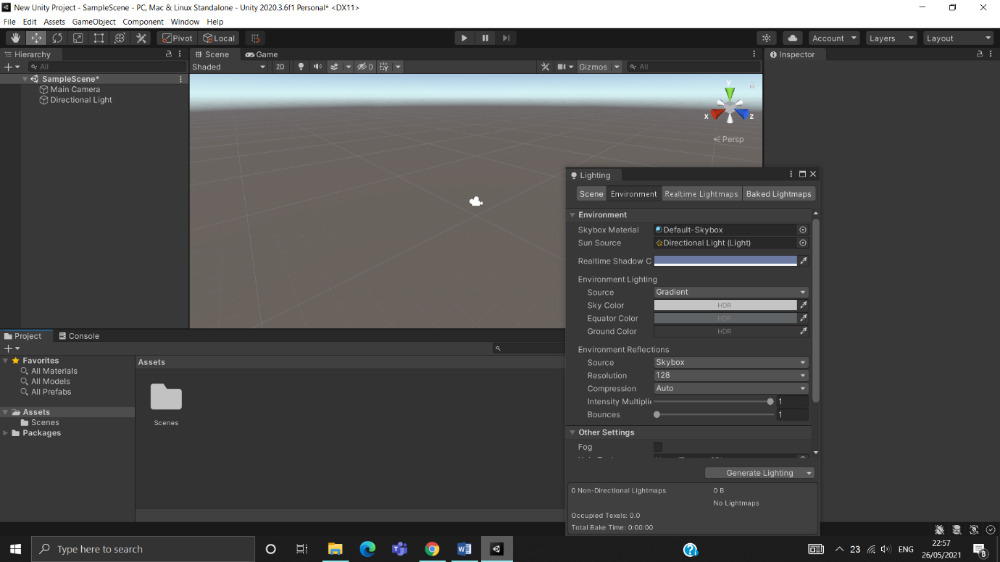 New Unity Project - SampleScene - PC, Mac & Linux Standalone - Unity 2020.3.6f1 Personal* <DX11>
File Edit Assets GameObject Component Window Help
Pivot Local Account Layers Layout
Hierarchy Scene Game Inspector
All Shaded 2D 0 Gizmos All
SampleScene*
Main Camera
Directional Light
y
x z
Persp
Lighting
Scene Environment Realtime Lightmaps Baked Lightmaps
Environment
Skybox Material Default-Skybox
Sun Source Directional Light (Light)
Realtime Shadow C
Environment Lighting
Source Gradient
Sky Color HDR
Equator Color HDR
Ground Color HDR
Environment Reflections
Source Skybox
Resolution 128
Compression Auto
Intensity Multiplie 1
Bounces 1
Other Settings
Fog
Generate Lighting
0 Non-Directional Lightmaps 0 B
No Lightmaps
Occupied Texels: 0.0
Total Bake Time: 0:00:00
Project Console
Favorites
All Materials
All Models
All Prefabs
Assets
Scenes
Packages
Assets
Scenes
Type here to search
23 ENG
22:57
26/05/2021
8